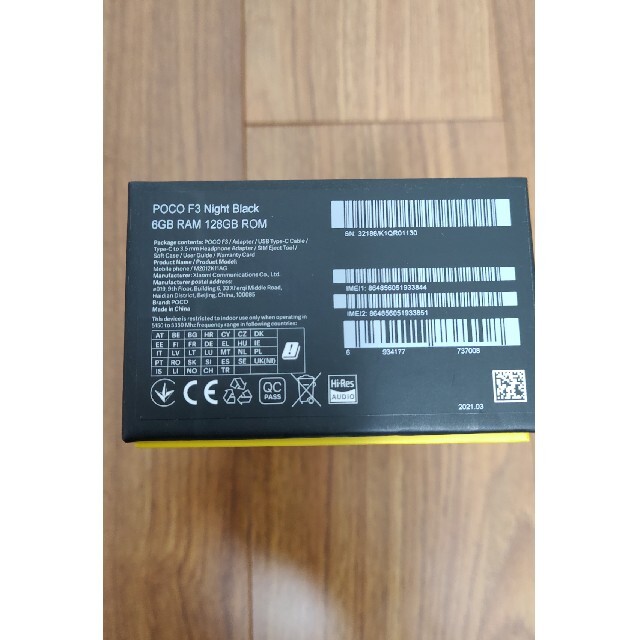 POCO F3 Night Black
6GB RAM 128GB ROM
Package contents: POCO F3 / Adapter / USB Type-C Cable /
Type-C to 3.5 mm Headphone Adapter / SIM Eject Tool /
Soft Case / User Guide / Warranty Card
Product Name / Product Model:
Mobile phone / M2012K11AG
Manufacturer: Xiaomi Communications Co., Ltd.
#019, 9th Floor, Building 6, 33 Xi'erqi Middle Road,
Haidian District, Beijing, China, 100085
Brand: POCO
Made in China
This device is restricted to indoor use only when operating in
5150 to 5350 Mhz frequency range in following countries:
AT BE BG HR CY CZ DK
EE FI FR DE EL HU IE
IT LV LT LU MT NL PL
PT RO SK SI ES SE UK(NI)
IS LI NO CH TR
CE
QC
PASS
Hi-Res
AUDIO
SN: 32186/K1QR01130
IMEI1: 864656051933844
IMEI2: 864656051933851
6 934177 737008
2021.03